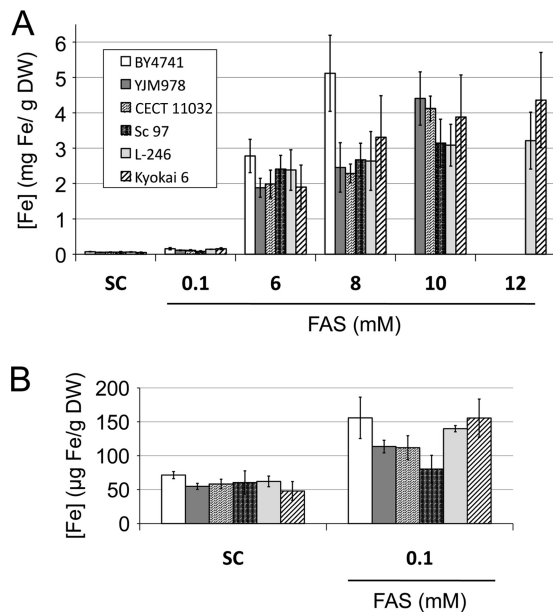 A
[Fe] (mg Fe/ g DW)
6
5
4
3
2
1
0
BY4741
YJM978
CECT 11032
Sc 97
L-246
Kyokai 6
SC 0.1 6 8 10 12
FAS (mM)
B
[Fe] (µg Fe/g DW)
200
150
100
50
0
SC 0.1
FAS (mM)